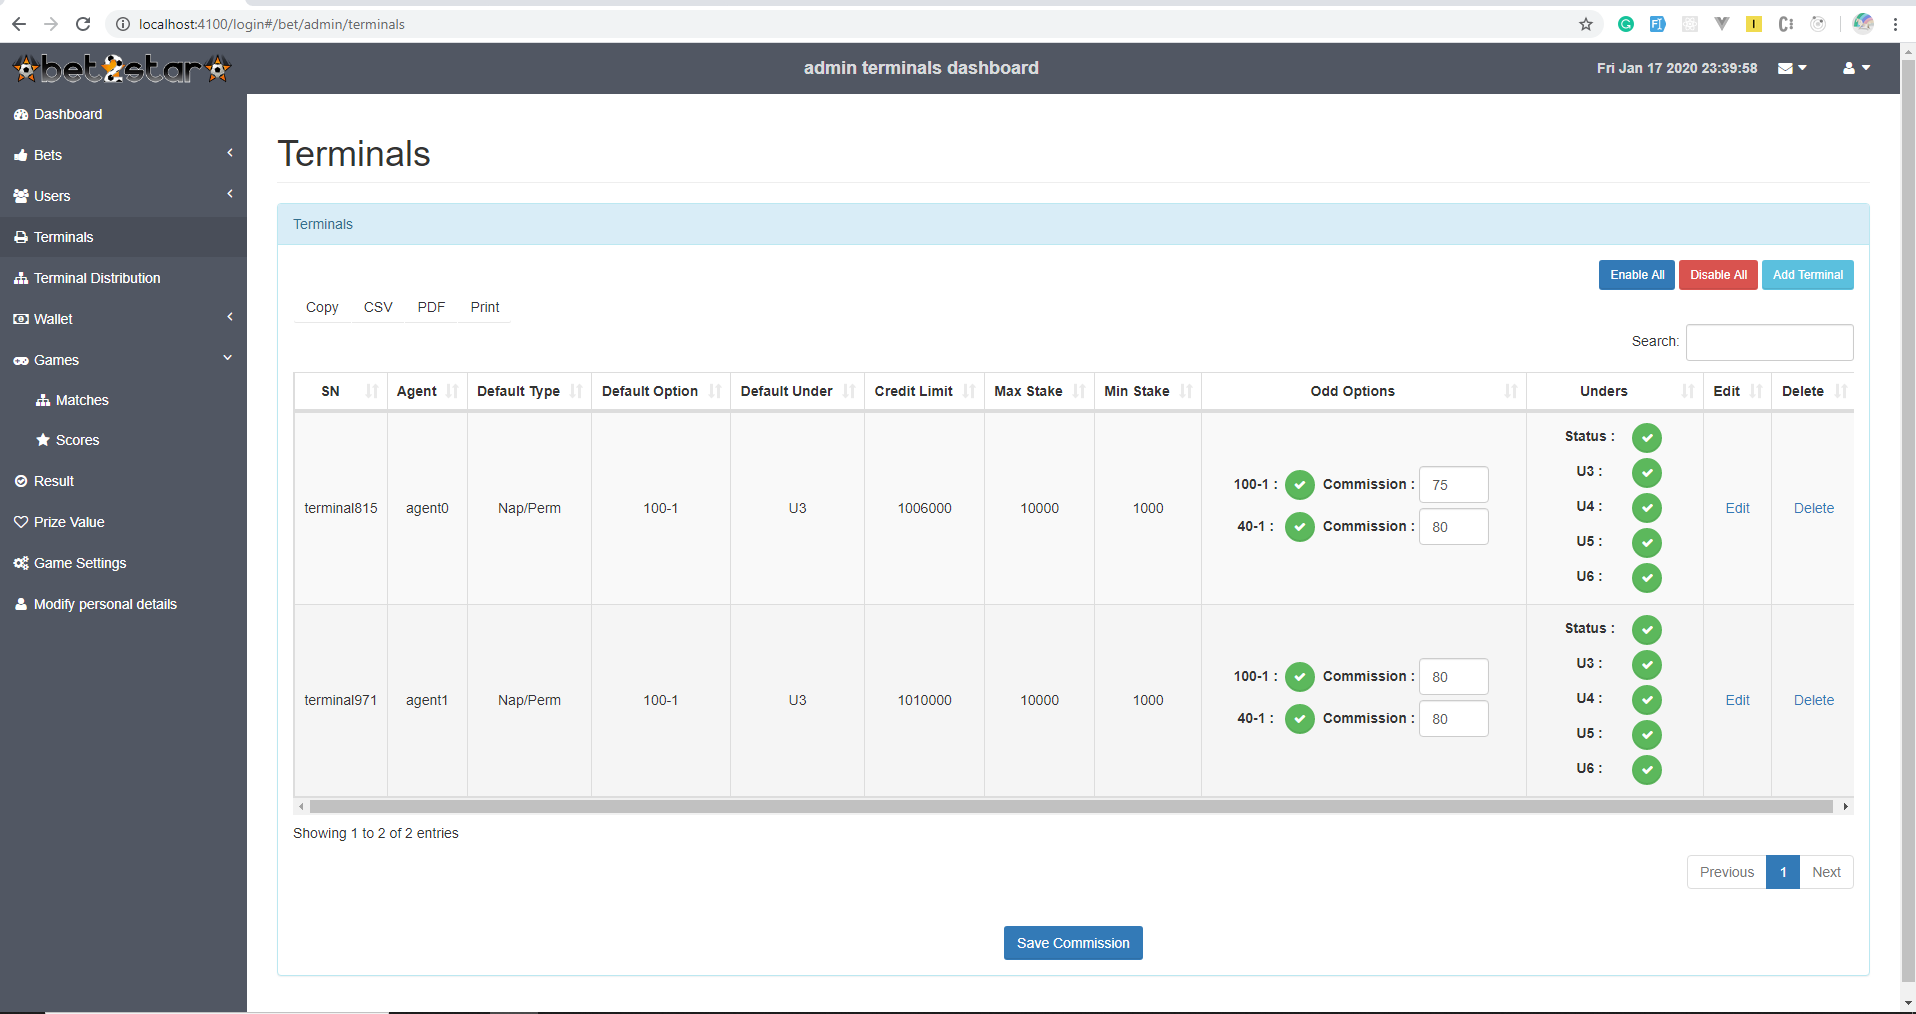 localhost:4100/login#/bet/admin/terminals
bet2star
admin terminals dashboard
Fri Jan 17 2020 23:39:58
Dashboard
Bets
Users
Terminals
Terminal Distribution
Wallet
Games
Matches
Scores
Result
Prize Value
Game Settings
Modify personal details
Terminals
Terminals
Enable All Disable All Add Terminal
Copy CSV PDF Print
Search:
SN Agent Default Type Default Option Default Under Credit Limit Max Stake Min Stake Odd Options Unders Edit Delete
terminal815 agent0 Nap/Perm 100-1 U3 1006000 10000 1000
100-1 : Commission : 75
40-1 : Commission : 80
Status :
U3 :
U4 :
U5 :
U6 :
Edit Delete
terminal971 agent1 Nap/Perm 100-1 U3 1010000 10000 1000
100-1 : Commission : 80
40-1 : Commission : 80
Status :
U3 :
U4 :
U5 :
U6 :
Edit Delete
Showing 1 to 2 of 2 entries
Previous 1 Next
Save Commission